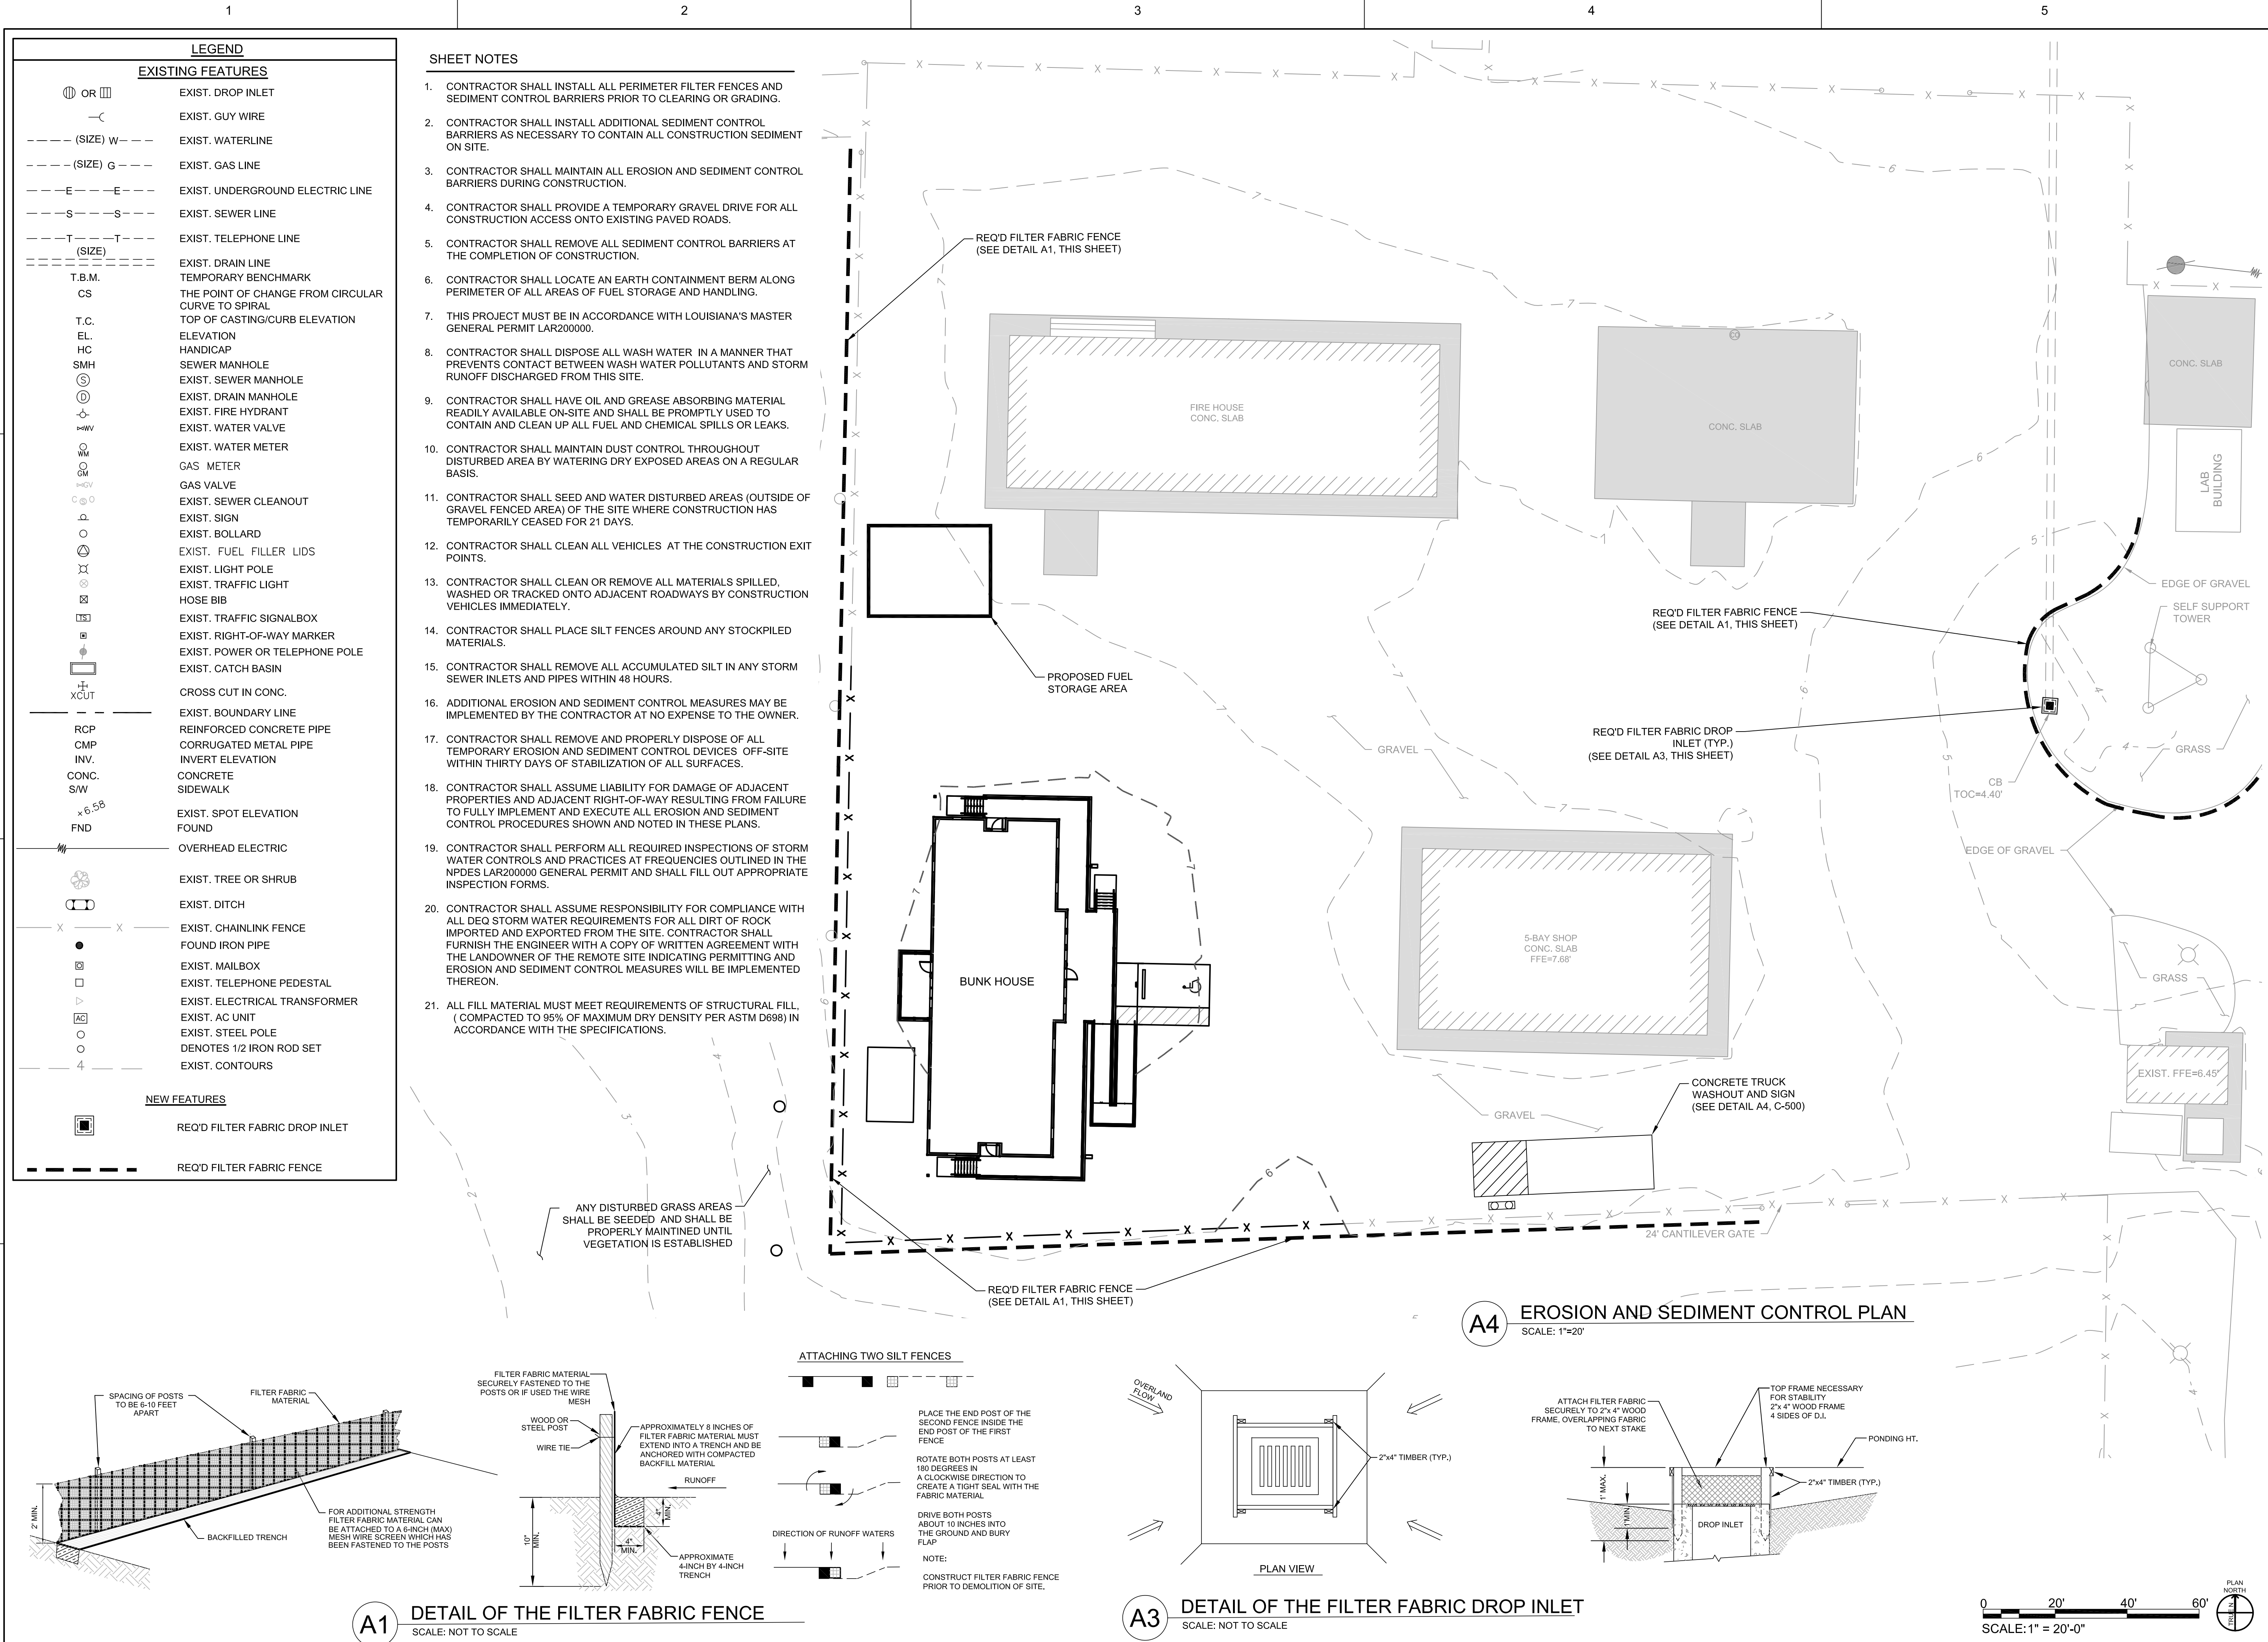 1
2
3
4
5
LEGEND
EXISTING FEATURES
OR
EXIST. DROP INLET
EXIST. GUY WIRE
(SIZE) W
EXIST. WATERLINE
(SIZE) G
EXIST. GAS LINE
E E
EXIST. UNDERGROUND ELECTRIC LINE
S S
EXIST. SEWER LINE
T T
EXIST. TELEPHONE LINE
(SIZE)
EXIST. DRAIN LINE
T.B.M.
TEMPORARY BENCHMARK
CS
THE POINT OF CHANGE FROM CIRCULAR
CURVE TO SPIRAL
T.C.
TOP OF CASTING/CURB ELEVATION
EL.
ELEVATION
HC
HANDICAP
SMH
SEWER MANHOLE
S
EXIST. SEWER MANHOLE
D
EXIST. DRAIN MANHOLE
EXIST. FIRE HYDRANT
WV
EXIST. WATER VALVE
WM
EXIST. WATER METER
GM
GAS METER
GV
GAS VALVE
C S O
EXIST. SEWER CLEANOUT
EXIST. SIGN
EXIST. BOLLARD
EXIST. FUEL FILLER LIDS
EXIST. LIGHT POLE
EXIST. TRAFFIC LIGHT
HOSE BIB
TS
EXIST. TRAFFIC SIGNALBOX
EXIST. RIGHT-OF-WAY MARKER
EXIST. POWER OR TELEPHONE POLE
EXIST. CATCH BASIN
XCUT
CROSS CUT IN CONC.
EXIST. BOUNDARY LINE
RCP
REINFORCED CONCRETE PIPE
CMP
CORRUGATED METAL PIPE
INV.
INVERT ELEVATION
CONC.
CONCRETE
S/W
SIDEWALK
×6.58
EXIST. SPOT ELEVATION
FND
FOUND
OVERHEAD ELECTRIC
EXIST. TREE OR SHRUB
EXIST. DITCH
X X
EXIST. CHAINLINK FENCE
FOUND IRON PIPE
EXIST. MAILBOX
EXIST. TELEPHONE PEDESTAL
EXIST. ELECTRICAL TRANSFORMER
AC
EXIST. AC UNIT
EXIST. STEEL POLE
DENOTES 1/2 IRON ROD SET
4
EXIST. CONTOURS
NEW FEATURES
REQ'D FILTER FABRIC DROP INLET
REQ'D FILTER FABRIC FENCE
SHEET NOTES
1. CONTRACTOR SHALL INSTALL ALL PERIMETER FILTER FENCES AND
SEDIMENT CONTROL BARRIERS PRIOR TO CLEARING OR GRADING.
2. CONTRACTOR SHALL INSTALL ADDITIONAL SEDIMENT CONTROL
BARRIERS AS NECESSARY TO CONTAIN ALL CONSTRUCTION SEDIMENT
ON SITE.
3. CONTRACTOR SHALL MAINTAIN ALL EROSION AND SEDIMENT CONTROL
BARRIERS DURING CONSTRUCTION.
4. CONTRACTOR SHALL PROVIDE A TEMPORARY GRAVEL DRIVE FOR ALL
CONSTRUCTION ACCESS ONTO EXISTING PAVED ROADS.
5. CONTRACTOR SHALL REMOVE ALL SEDIMENT CONTROL BARRIERS AT
THE COMPLETION OF CONSTRUCTION.
6. CONTRACTOR SHALL LOCATE AN EARTH CONTAINMENT BERM ALONG
PERIMETER OF ALL AREAS OF FUEL STORAGE AND HANDLING.
7. THIS PROJECT MUST BE IN ACCORDANCE WITH LOUISIANA'S MASTER
GENERAL PERMIT LAR200000.
8. CONTRACTOR SHALL DISPOSE ALL WASH WATER IN A MANNER THAT
PREVENTS CONTACT BETWEEN WASH WATER POLLUTANTS AND STORM
RUNOFF DISCHARGED FROM THIS SITE.
9. CONTRACTOR SHALL HAVE OIL AND GREASE ABSORBING MATERIAL
READILY AVAILABLE ON-SITE AND SHALL BE PROMPTLY USED TO
CONTAIN AND CLEAN UP ALL FUEL AND CHEMICAL SPILLS OR LEAKS.
10. CONTRACTOR SHALL MAINTAIN DUST CONTROL THROUGHOUT
DISTURBED AREA BY WATERING DRY EXPOSED AREAS ON A REGULAR
BASIS.
11. CONTRACTOR SHALL SEED AND WATER DISTURBED AREAS (OUTSIDE OF
GRAVEL FENCED AREA) OF THE SITE WHERE CONSTRUCTION HAS
TEMPORARILY CEASED FOR 21 DAYS.
12. CONTRACTOR SHALL CLEAN ALL VEHICLES AT THE CONSTRUCTION EXIT
POINTS.
13. CONTRACTOR SHALL CLEAN OR REMOVE ALL MATERIALS SPILLED,
WASHED OR TRACKED ONTO ADJACENT ROADWAYS BY CONSTRUCTION
VEHICLES IMMEDIATELY.
14. CONTRACTOR SHALL PLACE SILT FENCES AROUND ANY STOCKPILED
MATERIALS.
15. CONTRACTOR SHALL REMOVE ALL ACCUMULATED SILT IN ANY STORM
SEWER INLETS AND PIPES WITHIN 48 HOURS.
16. ADDITIONAL EROSION AND SEDIMENT CONTROL MEASURES MAY BE
IMPLEMENTED BY THE CONTRACTOR AT NO EXPENSE TO THE OWNER.
17. CONTRACTOR SHALL REMOVE AND PROPERLY DISPOSE OF ALL
TEMPORARY EROSION AND SEDIMENT CONTROL DEVICES OFF-SITE
WITHIN THIRTY DAYS OF STABILIZATION OF ALL SURFACES.
18. CONTRACTOR SHALL ASSUME LIABILITY FOR DAMAGE OF ADJACENT
PROPERTIES AND ADJACENT RIGHT-OF-WAY RESULTING FROM FAILURE
TO FULLY IMPLEMENT AND EXECUTE ALL EROSION AND SEDIMENT
CONTROL PROCEDURES SHOWN AND NOTED IN THESE PLANS.
19. CONTRACTOR SHALL PERFORM ALL REQUIRED INSPECTIONS OF STORM
WATER CONTROLS AND PRACTICES AT FREQUENCIES OUTLINED IN THE
NPDES LAR200000 GENERAL PERMIT AND SHALL FILL OUT APPROPRIATE
INSPECTION FORMS.
20. CONTRACTOR SHALL ASSUME RESPONSIBILITY FOR COMPLIANCE WITH
ALL DEQ STORM WATER REQUIREMENTS FOR ALL DIRT OF ROCK
IMPORTED AND EXPORTED FROM THE SITE. CONTRACTOR SHALL
FURNISH THE ENGINEER WITH A COPY OF WRITTEN AGREEMENT WITH
THE LANDOWNER OF THE REMOTE SITE INDICATING PERMITTING AND
EROSION AND SEDIMENT CONTROL MEASURES WILL BE IMPLEMENTED
THEREON.
21. ALL FILL MATERIAL MUST MEET REQUIREMENTS OF STRUCTURAL FILL,
( COMPACTED TO 95% OF MAXIMUM DRY DENSITY PER ASTM D698) IN
ACCORDANCE WITH THE SPECIFICATIONS.
REQ'D FILTER FABRIC FENCE
(SEE DETAIL A1, THIS SHEET)
FIRE HOUSE
CONC. SLAB
CONC. SLAB
CONC. SLAB
LAB
BUILDING
EDGE OF GRAVEL
SELF SUPPORT
TOWER
REQ'D FILTER FABRIC FENCE
(SEE DETAIL A1, THIS SHEET)
PROPOSED FUEL
STORAGE AREA
REQ'D FILTER FABRIC DROP
INLET (TYP.)
(SEE DETAIL A3, THIS SHEET)
GRAVEL
GRASS
CB
TOC=4.40'
EDGE OF GRAVEL
5-BAY SHOP
CONC. SLAB
FFE=7.68'
BUNK HOUSE
GRASS
EXIST. FFE=6.45'
CONCRETE TRUCK
WASHOUT AND SIGN
(SEE DETAIL A4, C-500)
GRAVEL
ANY DISTURBED GRASS AREAS
SHALL BE SEEDED AND SHALL BE
PROPERLY MAINTINED UNTIL
VEGETATION IS ESTABLISHED
24' CANTILEVER GATE
REQ'D FILTER FABRIC FENCE
(SEE DETAIL A1, THIS SHEET)
7
7
7
7
7
7
7
7
7
7
7
6
6
6
6
6
5
5
4
4
4
4
3
2
A4
EROSION AND SEDIMENT CONTROL PLAN
SCALE: 1"=20'
SPACING OF POSTS
TO BE 6-10 FEET
APART
FILTER FABRIC
MATERIAL
2' MIN.
BACKFILLED TRENCH
FOR ADDITIONAL STRENGTH
FILTER FABRIC MATERIAL CAN
BE ATTACHED TO A 6-INCH (MAX)
MESH WIRE SCREEN WHICH HAS
BEEN FASTENED TO THE POSTS
FILTER FABRIC MATERIAL
SECURELY FASTENED TO THE
POSTS OR IF USED THE WIRE
MESH
WOOD OR
STEEL POST
WIRE TIE
APPROXIMATELY 8 INCHES OF
FILTER FABRIC MATERIAL MUST
EXTEND INTO A TRENCH AND BE
ANCHORED WITH COMPACTED
BACKFILL MATERIAL
RUNOFF
10"
MIN.
4"
MIN.
4"
MIN.
APPROXIMATE
4-INCH BY 4-INCH
TRENCH
ATTACHING TWO SILT FENCES
PLACE THE END POST OF THE
SECOND FENCE INSIDE THE
END POST OF THE FIRST
FENCE
ROTATE BOTH POSTS AT LEAST
180 DEGREES IN
A CLOCKWISE DIRECTION TO
CREATE A TIGHT SEAL WITH THE
FABRIC MATERIAL
DRIVE BOTH POSTS
ABOUT 10 INCHES INTO
THE GROUND AND BURY
FLAP
DIRECTION OF RUNOFF WATERS
NOTE:
CONSTRUCT FILTER FABRIC FENCE
PRIOR TO DEMOLITION OF SITE.
A1
DETAIL OF THE FILTER FABRIC FENCE
SCALE: NOT TO SCALE
OVERLAND
FLOW
2"x4" TIMBER (TYP.)
PLAN VIEW
ATTACH FILTER FABRIC
SECURELY TO 2"x 4" WOOD
FRAME, OVERLAPPING FABRIC
TO NEXT STAKE
TOP FRAME NECESSARY
FOR STABILITY
2"x 4" WOOD FRAME
4 SIDES OF D.I.
PONDING HT.
2"x4" TIMBER (TYP.)
1' MAX.
1"MIN.
DROP INLET
A3
DETAIL OF THE FILTER FABRIC DROP INLET
SCALE: NOT TO SCALE
0 20' 40' 60'
SCALE:1" = 20'-0"
PLAN
NORTH
TRUE N